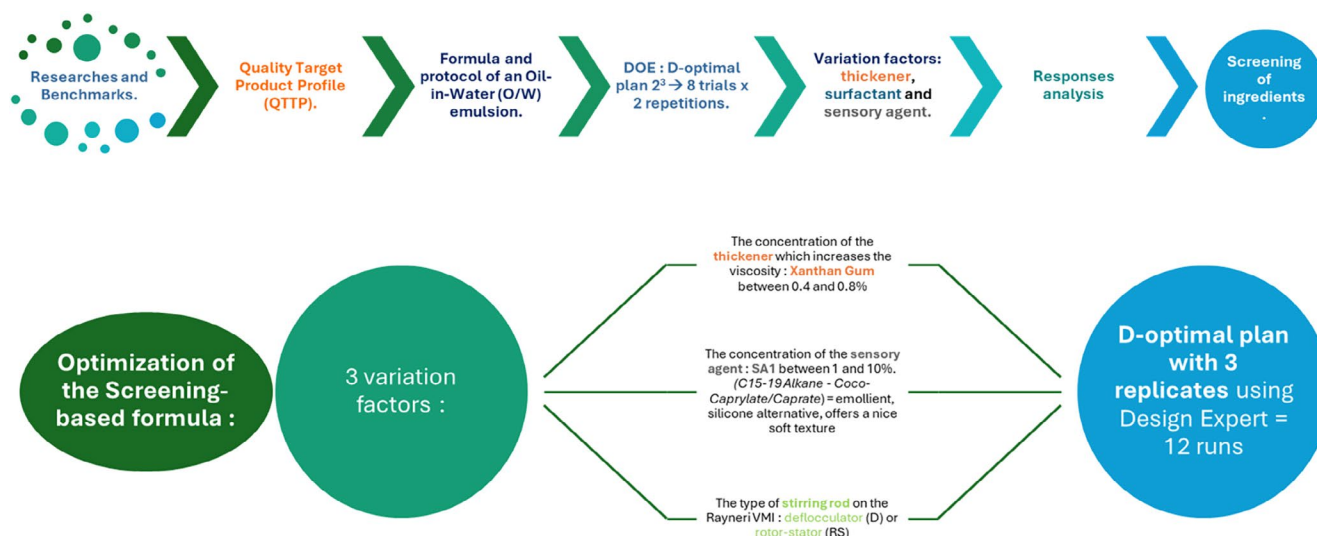 Researches and
Benchmarks.
Quality Target
Product Profile
(QTTP).
Formula and
protocol of an Oil-
in-Water (O/W)
emulsion.
DOE : D-optimal
plan 2³ → 8 trials x
2 repetitions.
Variation factors:
thickener,
surfactant and
sensory agent.
Responses
analysis
Screening
of
ingredients
.
Optimization of
the Screening-
based formula :
3 variation
factors :
The concentration of the
thickener which increases the
viscosity : Xanthan Gum
between 0.4 and 0.8%
The concentration of the sensory
agent : SA1 between 1 and 10%.
(C15-19 Alkane - Coco-
Caprylate/Caprate) = emollient,
silicone alternative, offers a nice
soft texture
The type of stirring rod on the
Rayneri VMI : deflocculator (D) or
rotor-stator (RS)
D-optimal plan
with 3
replicates using
Design Expert =
12 runs